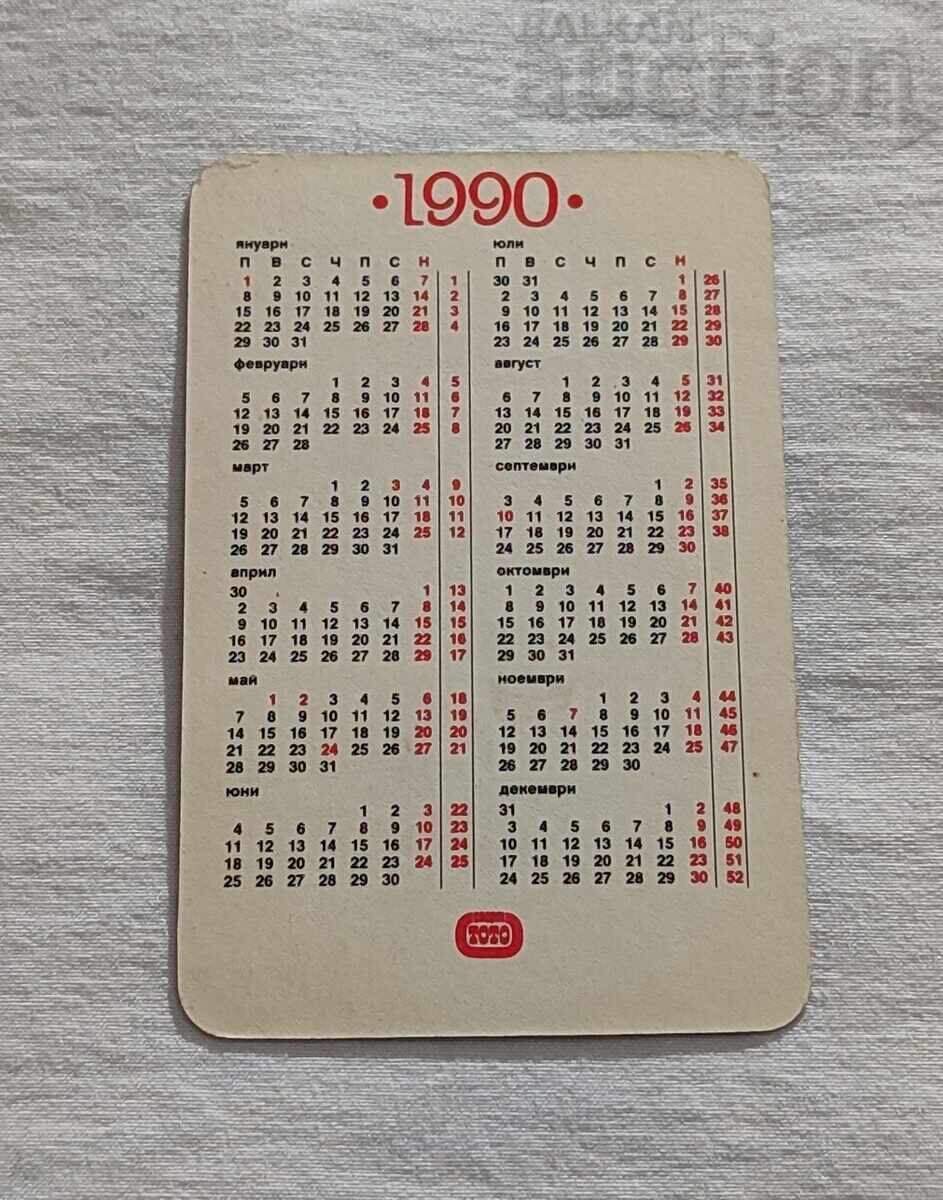 БАЛКАН
·1990·
януари
П В С Ч П С Н
1 2 3 4 5 6 7 1
8 9 10 11 12 13 14 2
15 16 17 18 19 20 21 3
22 23 24 25 26 27 28 4
29 30 31
февруари
1 2 3 4 5
5 6 7 8 9 10 11 6
12 13 14 15 16 17 18 7
19 20 21 22 23 24 25 8
26 27 28
март
1 2 3 4 9
5 6 7 8 9 10 11 10
12 13 14 15 16 17 18 11
19 20 21 22 23 24 25 12
26 27 28 29 30 31
април
30 1 13
2 3 4 5 6 7 8 14
9 10 11 12 13 14 15 15
16 17 18 19 20 21 22 16
23 24 25 26 27 28 29 17
май
1 2 3 4 5 6 18
7 8 9 10 11 12 13 19
14 15 16 17 18 19 20 20
21 22 23 24 25 26 27 21
28 29 30 31
юни
1 2 3 22
4 5 6 7 8 9 10 23
11 12 13 14 15 16 17 24
18 19 20 21 22 23 24 25
25 26 27 28 29 30
юли
П В С Ч П С Н
30 31 1 26
2 3 4 5 6 7 8 27
9 10 11 12 13 14 15 28
16 17 18 19 20 21 22 29
23 24 25 26 27 28 29 30
август
1 2 3 4 5 31
6 7 8 9 10 11 12 32
13 14 15 16 17 18 19 33
20 21 22 23 24 25 26 34
27 28 29 30 31
септември
1 2 35
3 4 5 6 7 8 9 36
10 11 12 13 14 15 16 37
17 18 19 20 21 22 23 38
24 25 26 27 28 29 30
октомври
1 2 3 4 5 6 7 40
8 9 10 11 12 13 14 41
15 16 17 18 19 20 21 42
22 23 24 25 26 27 28 43
29 30 31
ноември
1 2 3 4 44
5 6 7 8 9 10 11 45
12 13 14 15 16 17 18 46
19 20 21 22 23 24 25 47
26 27 28 29 30
декември
31 1 2 48
3 4 5 6 7 8 9 49
10 11 12 13 14 15 16 50
17 18 19 20 21 22 23 51
24 25 26 27 28 29 30 52
ТОТО